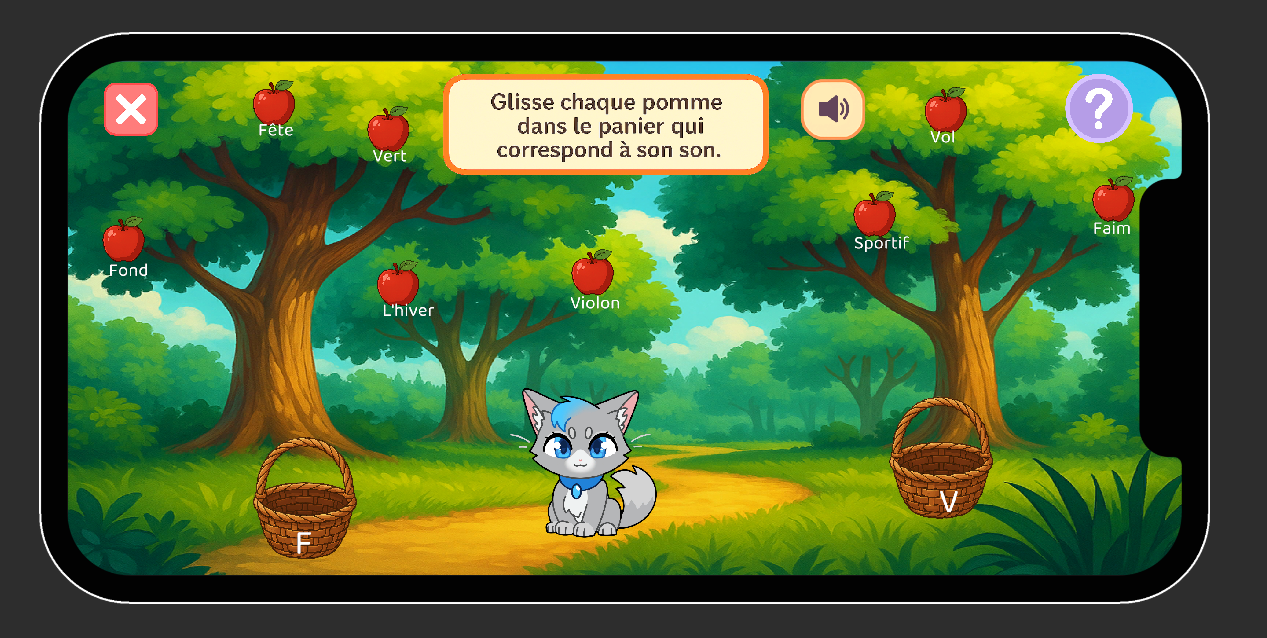 Glisse chaque pomme
dans le panier qui
correspond à son son.
?
Fête
Vert
Vol
Fond
Sportif
Faim
L'hiver
Violon
F
V